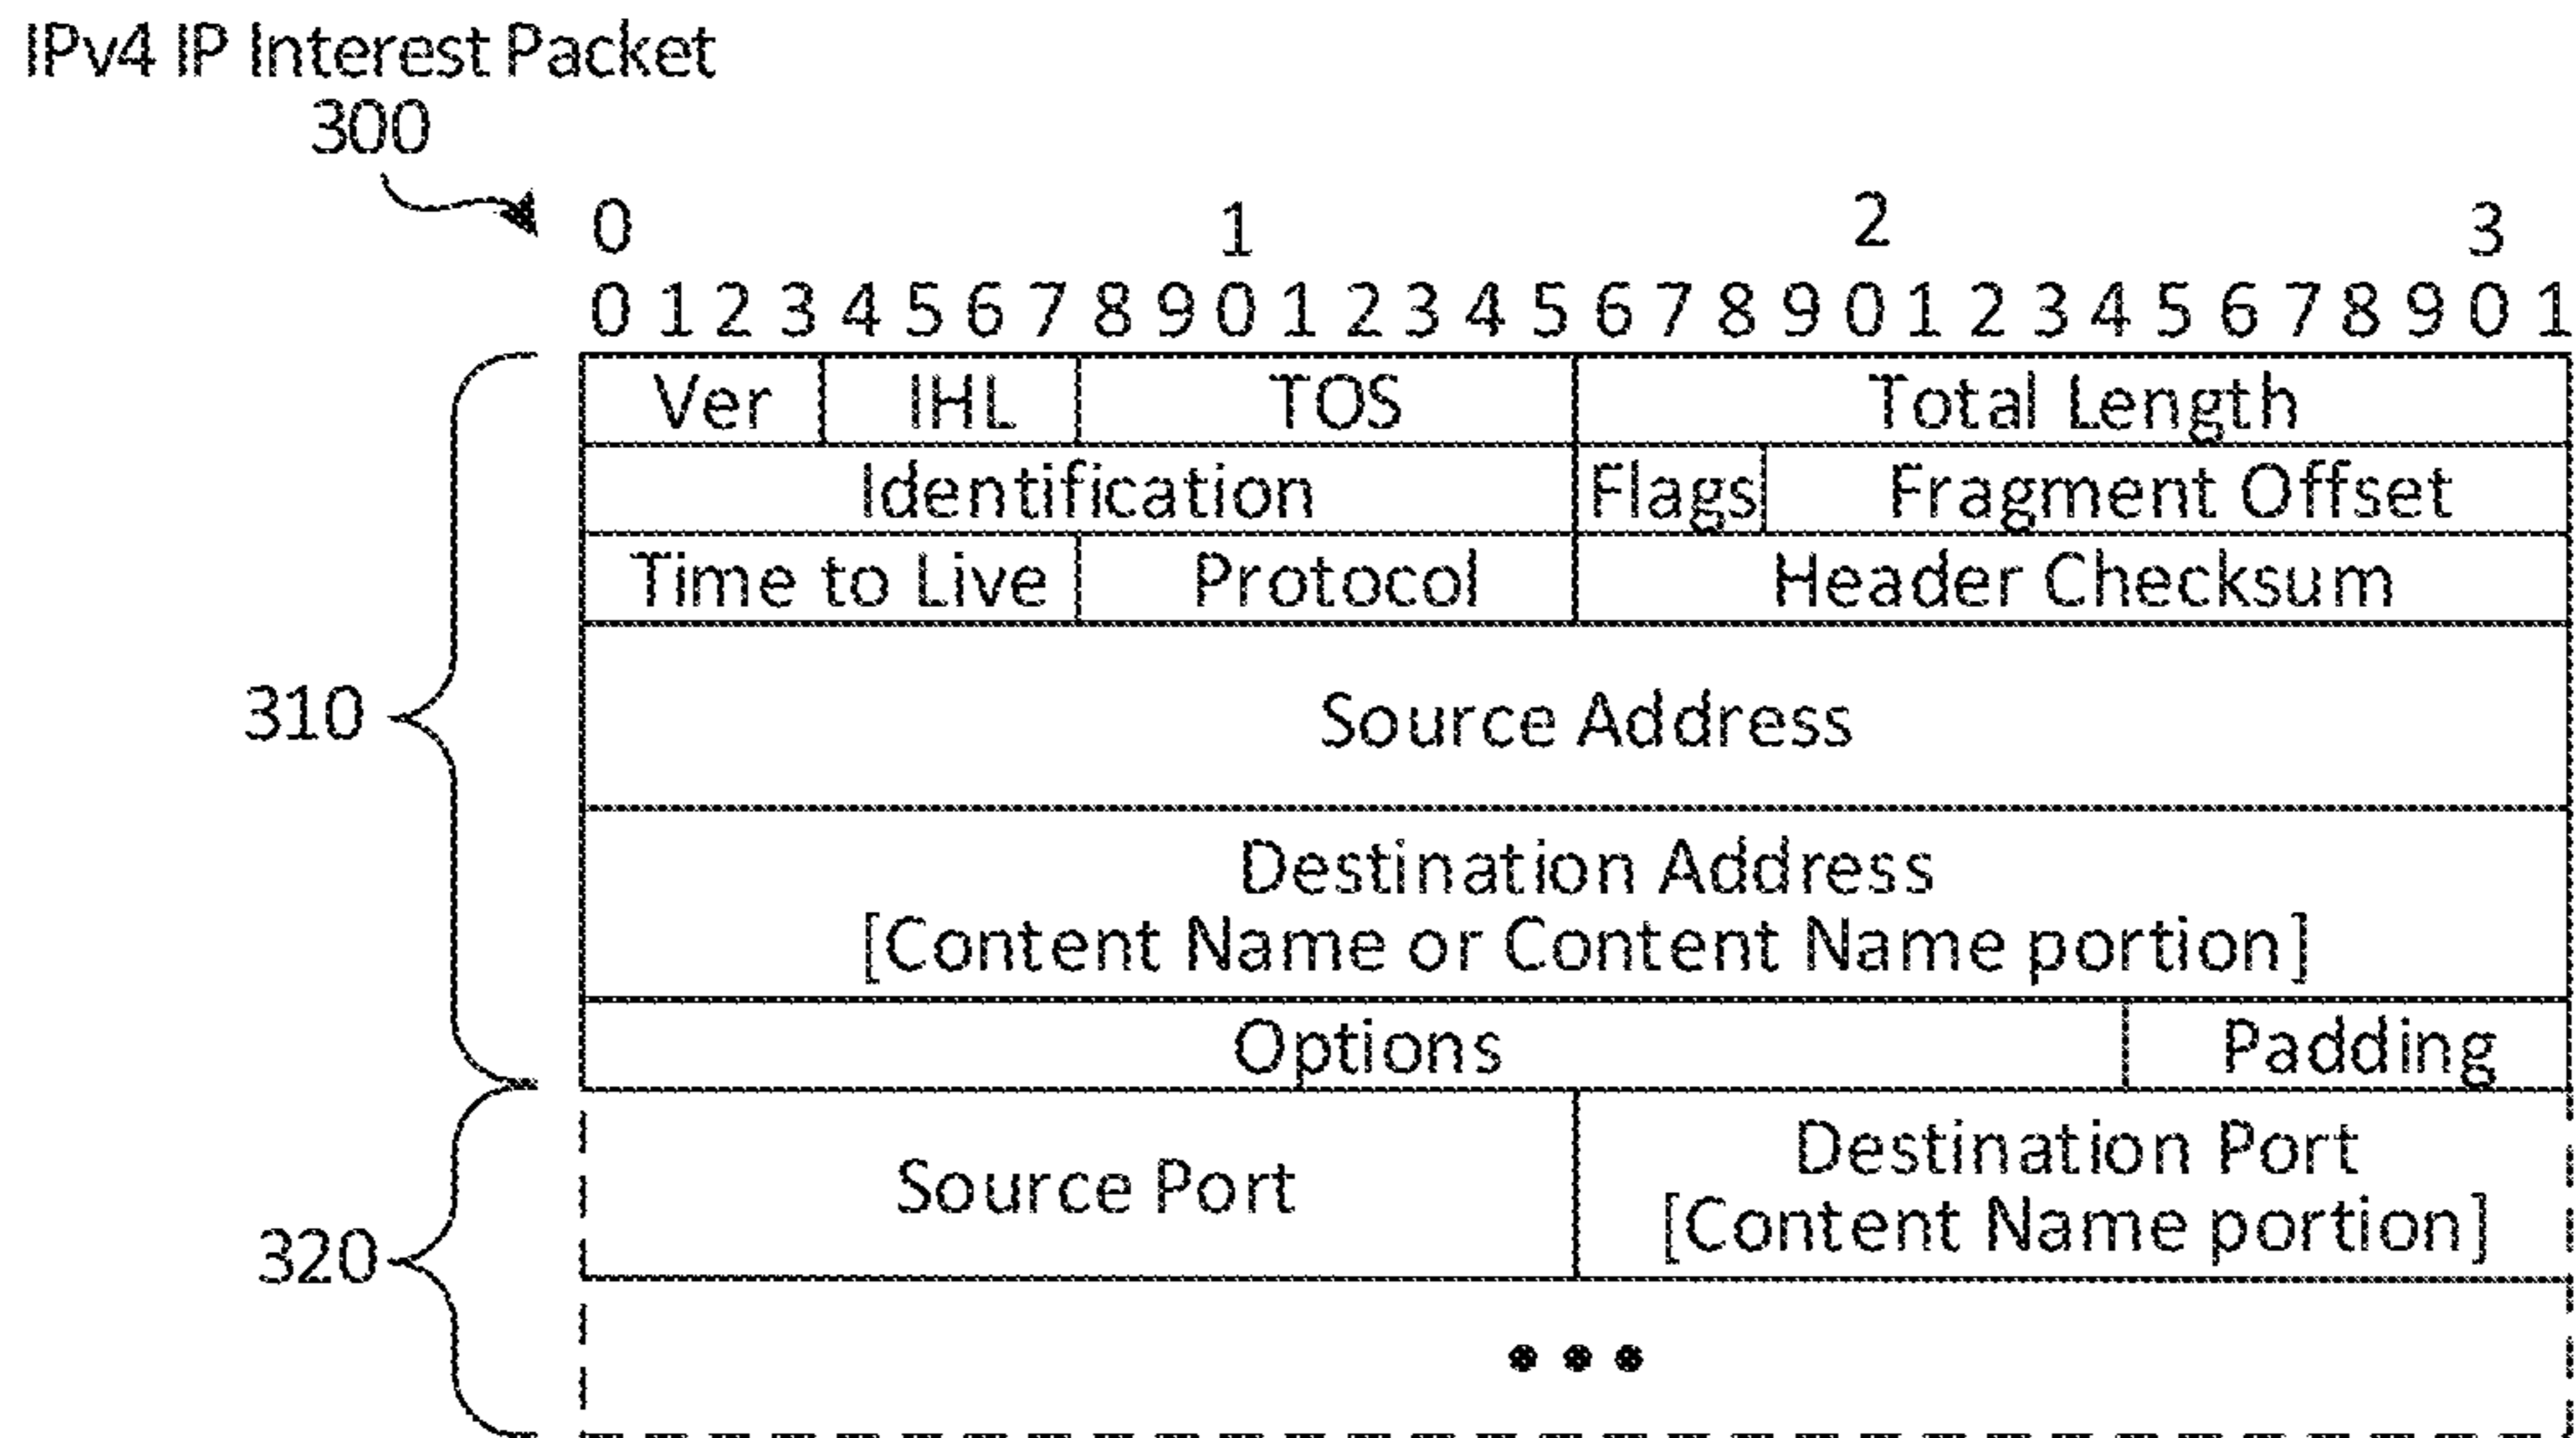 IPv4 IP Interest Packet
300
0 1 2 3
0 1 2 3 4 5 6 7 8 9 0 1 2 3 4 5 6 7 8 9 0 1 2 3 4 5 6 7 8 9 0 1
Ver IHL TOS Total Length
Identification Flags Fragment Offset
Time to Live Protocol Header Checksum
310
Source Address
Destination Address
[Content Name or Content Name portion]
Options Padding
320
Source Port
Destination Port
[Content Name portion]